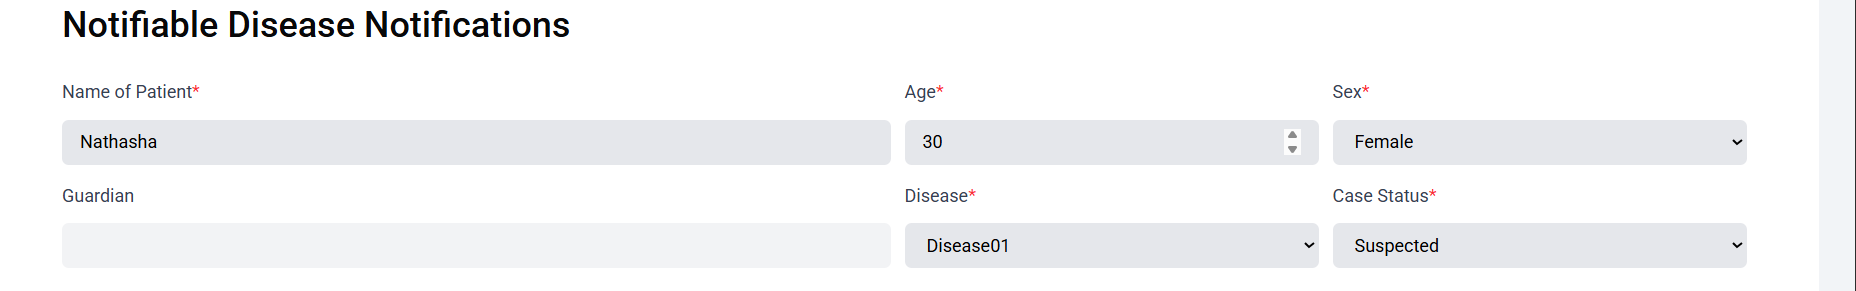 Notifiable Disease Notifications
Name of Patient* Age* Sex*
Nathasha 30 Female
Guardian Disease* Case Status*
Disease01 Suspected